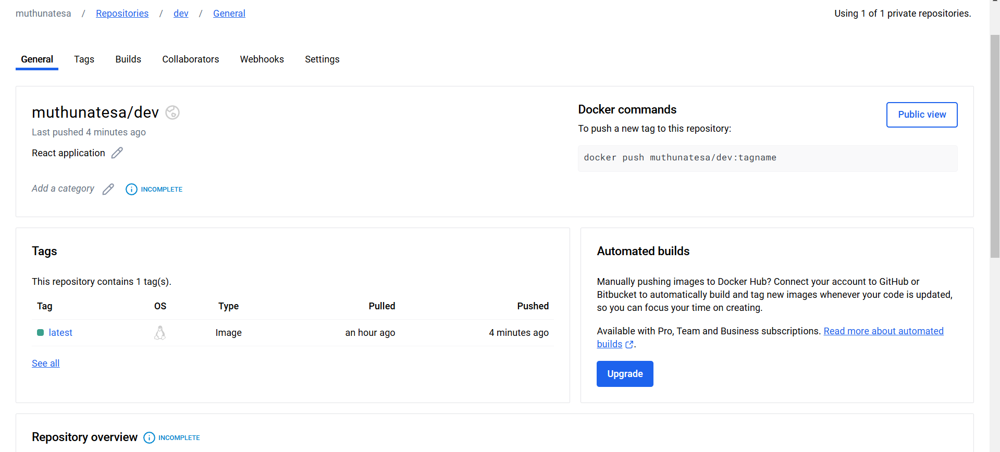 muthunatesa / Repositories / dev / General
Using 1 of 1 private repositories.
General Tags Builds Collaborators Webhooks Settings
muthunatesa/dev
Last pushed 4 minutes ago
React application
Add a category INCOMPLETE
Docker commands
Public view
To push a new tag to this repository:
docker push muthunatesa/dev:tagname
Tags
This repository contains 1 tag(s).
Tag OS Type Pulled Pushed
latest Image an hour ago 4 minutes ago
See all
Automated builds
Manually pushing images to Docker Hub? Connect your account to GitHub or
Bitbucket to automatically build and tag new images whenever your code is updated,
so you can focus your time on creating.
Available with Pro, Team and Business subscriptions. Read more about automated
builds .
Upgrade
Repository overview INCOMPLETE